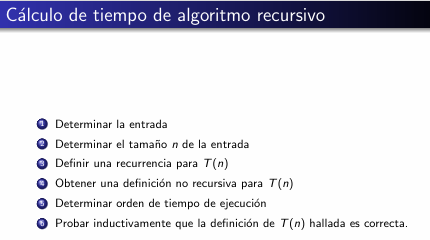 Cálculo de tiempo de algoritmo recursivo
1 Determinar la entrada
2 Determinar el tamaño n de la entrada
3 Definir una recurrencia para T(n)
4 Obtener una definición no recursiva para T(n)
5 Determinar orden de tiempo de ejecución
6 Probar inductivamente que la definición de T(n) hallada es correcta.